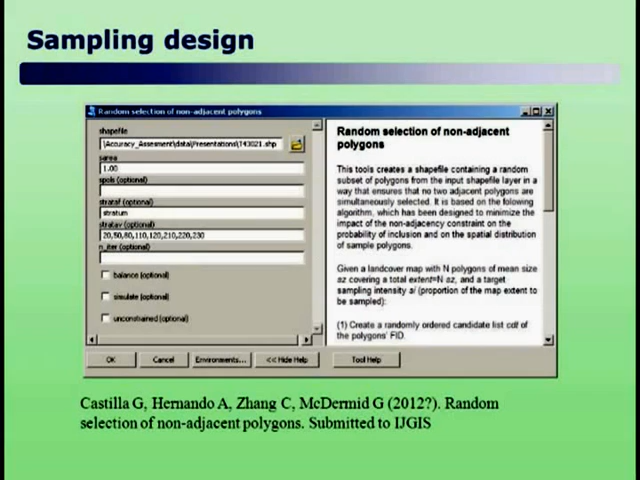 Sampling design
Random selection of non-adjacent polygons
shapefile
\Accuracy_Assesment\data\Presentations\T43021.shp
sarea
1.00
spols (optional)
strataf (optional)
stratum
stratav (optional)
20,50,80,110,120,210,220,230
n_iter (optional)
balance (optional)
simulate (optional)
unconstrained (optional)
OK Cancel Environments... << Hide Help Tool Help
Random selection of non-adjacent
polygons
This tools creates a shapefile containing a random
subset of polygons from the input shapefile layer in a
way that ensures that no two adjacent polygons are
simultaneously selected. It is based on the folowing
algorithm, which has been designed to minimize the
impact of the non-adjacency constraint on the
probability of inclusion and on the spatial distribution
of sample polygons.
Given a landcover map with N polygons of mean size
az covering a total extent=N az, and a target
sampling intensity ai (proportion of the map extent to
be sampled):
(1) Create a randomly ordered candidate list cdt of
the polygons' FID.
Castilla G, Hernando A, Zhang C, McDermid G (2012?). Random
selection of non-adjacent polygons. Submitted to IJGIS